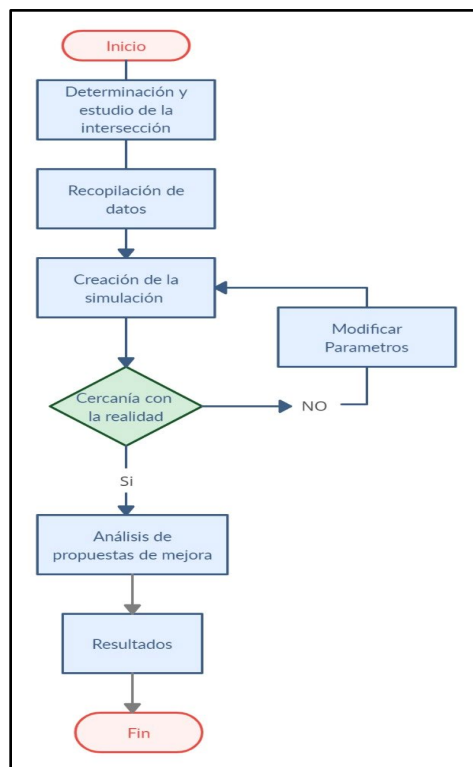 Inicio
Determinación y
estudio de la
intersección
Recopilación de
datos
Creación de la
simulación
Modificar
Parametros
Cercanía con
la realidad
NO
Si
Análisis de
propuestas de mejora
Resultados
Fin